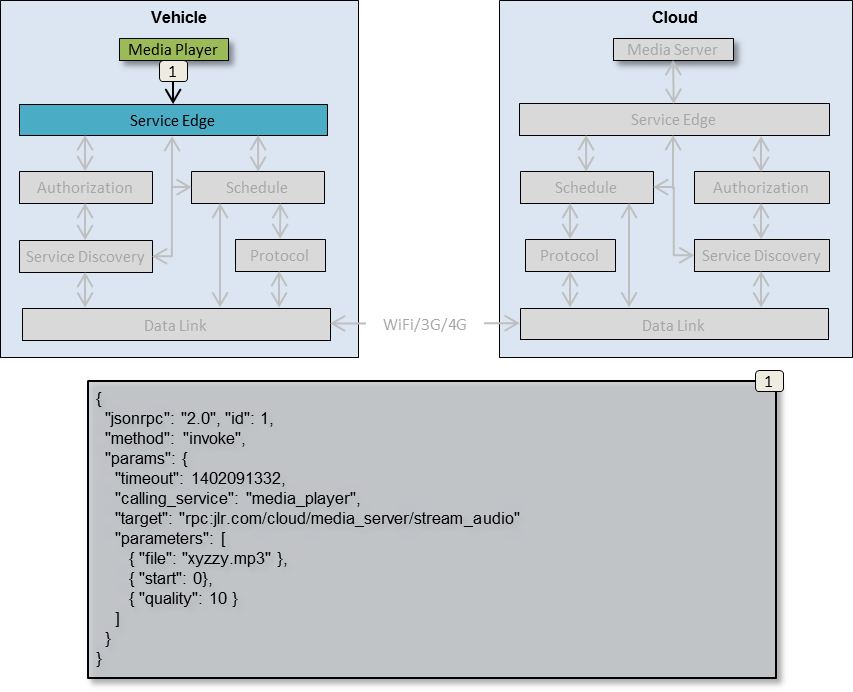 Vehicle
Media Player
1
Service Edge
Authorization
Schedule
Service Discovery
Protocol
Data Link
WiFi/3G/4G
Cloud
Media Server
Service Edge
Schedule
Authorization
Protocol
Service Discovery
Data Link
1
{
"jsonrpc": "2.0", "id": 1,
"method": "invoke",
"params": {
"timeout": 1402091332,
"calling_service": "media_player",
"target": "rpc:jlr.com/cloud/media_server/stream_audio"
"parameters": [
{ "file": "xyzzy.mp3" },
{ "start": 0},
{ "quality": 10 }
]
}
}